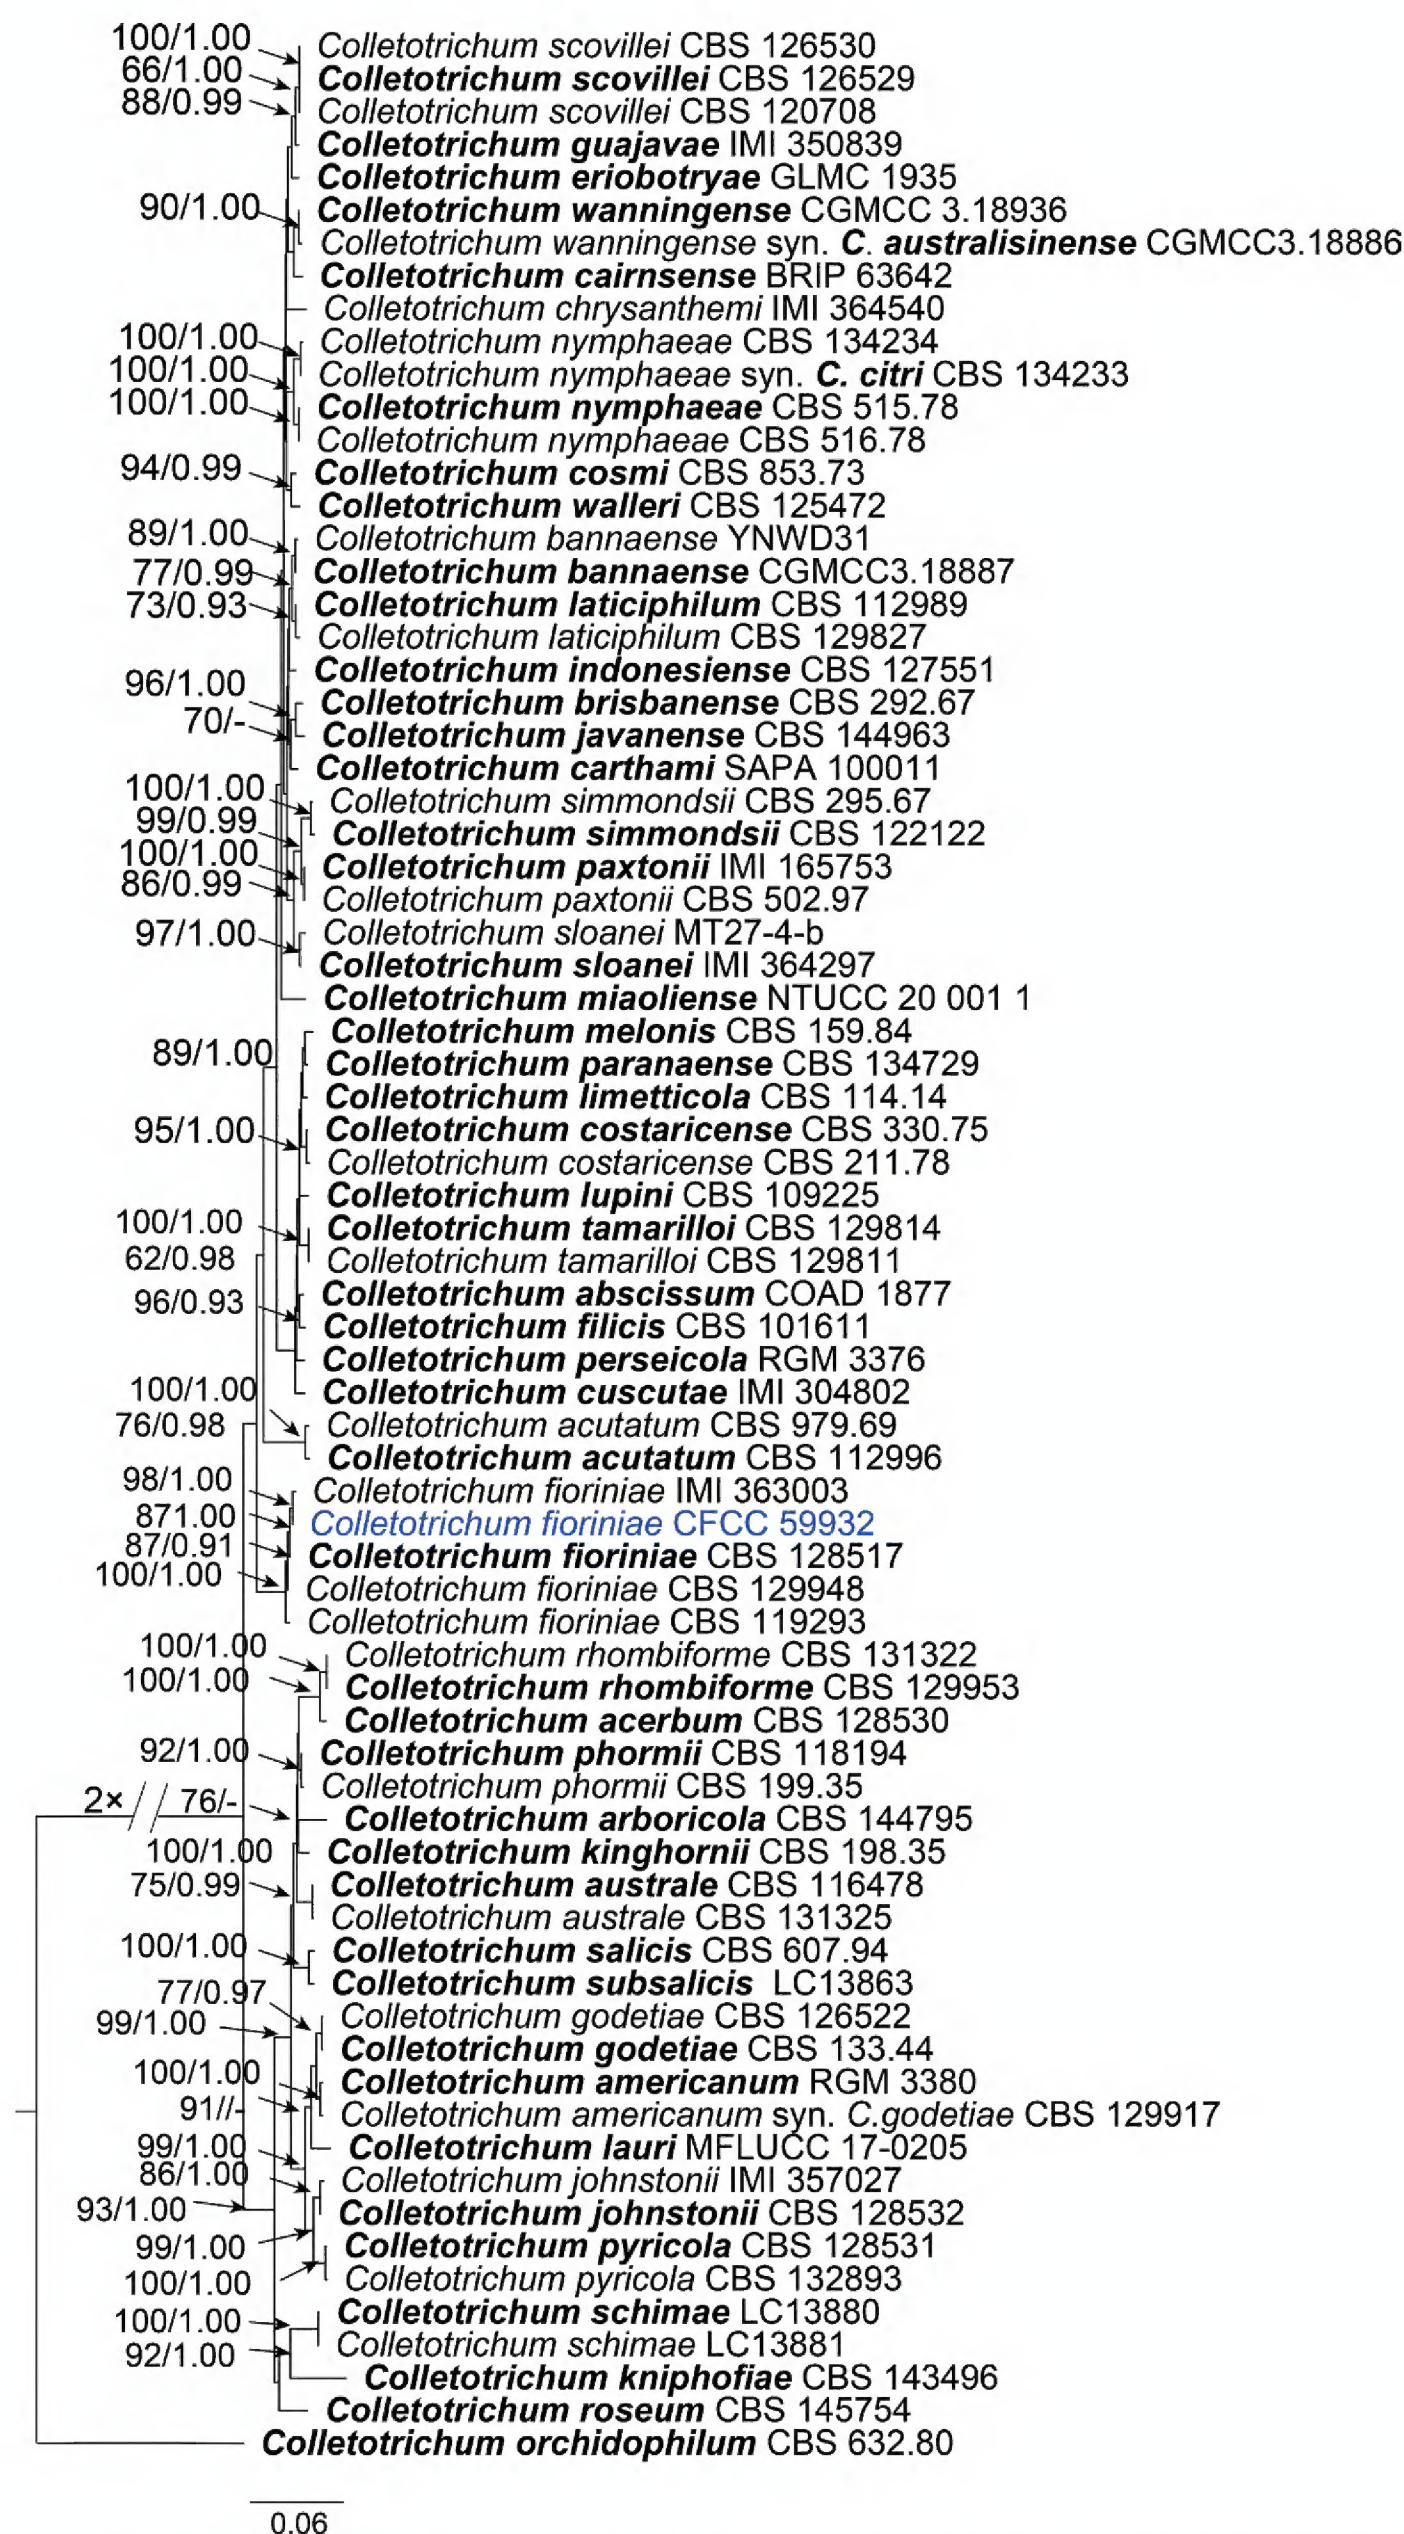 100/1.00 Colletotrichum scovillei CBS 126530
66/1.00 Colletotrichum scovillei CBS 126529
88/0.99 Colletotrichum scovillei CBS 120708
Colletotrichum guajavae IMI 350839
Colletotrichum eriobotryae GLMC 1935
90/1.00 Colletotrichum wanningense CGMCC 3.18936
Colletotrichum wanningense syn. C. australisinense CGMCC3.18886
Colletotrichum cairnsense BRIP 63642
Colletotrichum chrysanthemi IMI 364540
100/1.00 Colletotrichum nymphaeae CBS 134234
100/1.00 Colletotrichum nymphaeae syn. C. citri CBS 134233
100/1.00 Colletotrichum nymphaeae CBS 515.78
Colletotrichum nymphaeae CBS 516.78
94/0.99 Colletotrichum cosmi CBS 853.73
Colletotrichum walleri CBS 125472
89/1.00 Colletotrichum bannaense YNWD31
77/0.99 Colletotrichum bannaense CGMCC3.18887
73/0.93 Colletotrichum laticiphilum CBS 112989
Colletotrichum laticiphilum CBS 129827
Colletotrichum indonesiense CBS 127551
96/1.00 Colletotrichum brisbanense CBS 292.67
70/- Colletotrichum javanense CBS 144963
Colletotrichum carthami SAPA 100011
100/1.00 Colletotrichum simmondsii CBS 295.67
99/0.99 Colletotrichum simmondsii CBS 122122
100/1.00 Colletotrichum paxtonii IMI 165753
86/0.99 Colletotrichum paxtonii CBS 502.97
97/1.00 Colletotrichum sloanei MT27-4-b
Colletotrichum sloanei IMI 364297
Colletotrichum miaoliense NTUCC 20 001 1
Colletotrichum melonis CBS 159.84
89/1.00 Colletotrichum paranaense CBS 134729
Colletotrichum limetticola CBS 114.14
95/1.00 Colletotrichum costaricense CBS 330.75
Colletotrichum costaricense CBS 211.78
Colletotrichum lupini CBS 109225
100/1.00 Colletotrichum tamarilloi CBS 129814
62/0.98 Colletotrichum tamarilloi CBS 129811
96/0.93 Colletotrichum abscissum COAD 1877
Colletotrichum filicis CBS 101611
Colletotrichum perseicola RGM 3376
100/1.00 Colletotrichum cuscutae IMI 304802
76/0.98 Colletotrichum acutatum CBS 979.69
Colletotrichum acutatum CBS 112996
98/1.00 Colletotrichum fioriniae IMI 363003
871.00 Colletotrichum fioriniae CFCC 59932
87/0.91 Colletotrichum fioriniae CBS 128517
100/1.00 Colletotrichum fioriniae CBS 129948
Colletotrichum fioriniae CBS 119293
100/1.00 Colletotrichum rhombiforme CBS 131322
100/1.00 Colletotrichum rhombiforme CBS 129953
Colletotrichum acerbum CBS 128530
92/1.00 Colletotrichum phormii CBS 118194
Colletotrichum phormii CBS 199.35
2× 76/- Colletotrichum arboricola CBS 144795
100/1.00 Colletotrichum kinghornii CBS 198.35
75/0.99 Colletotrichum australe CBS 116478
Colletotrichum australe CBS 131325
100/1.00 Colletotrichum salicis CBS 607.94
Colletotrichum subsalicis LC13863
77/0.97 Colletotrichum godetiae CBS 126522
99/1.00 Colletotrichum godetiae CBS 133.44
100/1.00 Colletotrichum americanum RGM 3380
91//- Colletotrichum americanum syn. C.godetiae CBS 129917
99/1.00 Colletotrichum lauri MFLUCC 17-0205
86/1.00 Colletotrichum johnstonii IMI 357027
93/1.00 Colletotrichum johnstonii CBS 128532
99/1.00 Colletotrichum pyricola CBS 128531
100/1.00 Colletotrichum pyricola CBS 132893
100/1.00 Colletotrichum schimae LC13880
92/1.00 Colletotrichum schimae LC13881
Colletotrichum kniphofiae CBS 143496
Colletotrichum roseum CBS 145754
Colletotrichum orchidophilum CBS 632.80
0.06